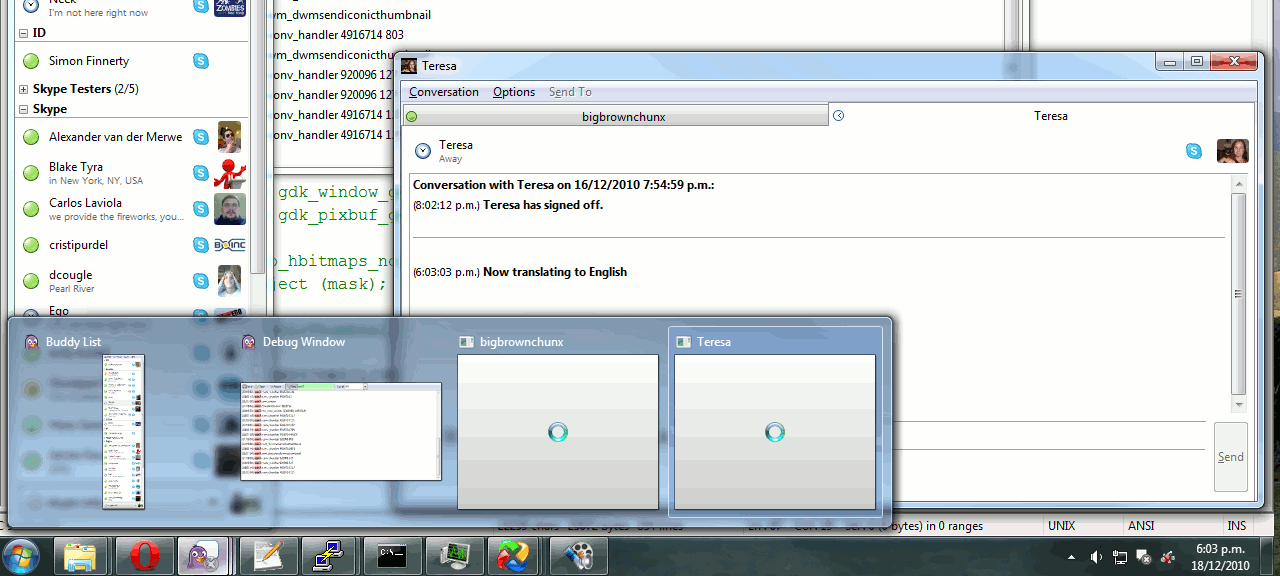 Neck
I'm not here right now
ZOMBIES
ID
Simon Finnerty
Skype Testers (2/5)
Skype
Alexander van der Merwe
Blake Tyra
in New York, NY, USA
Carlos Laviola
we provide the fireworks, you...
cristipurdel
dcougle
Pearl River
Ego
ym_dwmsendiconicthumbnail
onv_handler 4916714 803
ym_dwmsendiconicthumbnail
onv_handler 920096 12
onv_handler 920096 12
onv_handler 4916714 1
onv_handler 4916714 1
gdk_window_g
gdk_pixbuf_g
o_hbitmaps_no
ject (mask);
Teresa
Conversation Options Send To
bigbrownchunx
Teresa
Teresa
Away
Conversation with Teresa on 16/12/2010 7:54:59 p.m.:
(8:02:12 p.m.) Teresa has signed off.
(6:03:03 p.m.) Now translating to English
Send
Buddy List
Debug Window
bigbrownchunx
Teresa
bytes) in 0 ranges
UNIX
ANSI
INS
C:\
6:03 p.m.
18/12/2010